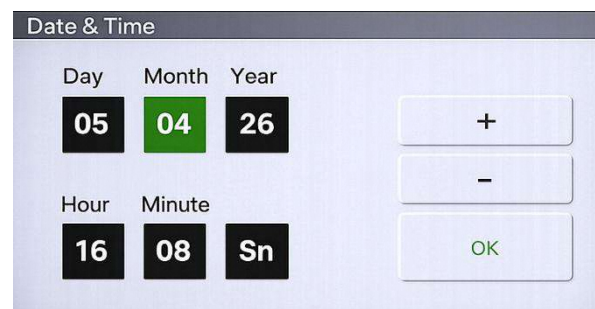 Date & Time
Day Month Year
05 04 26 +
-
Hour Minute
16 08 Sn OK